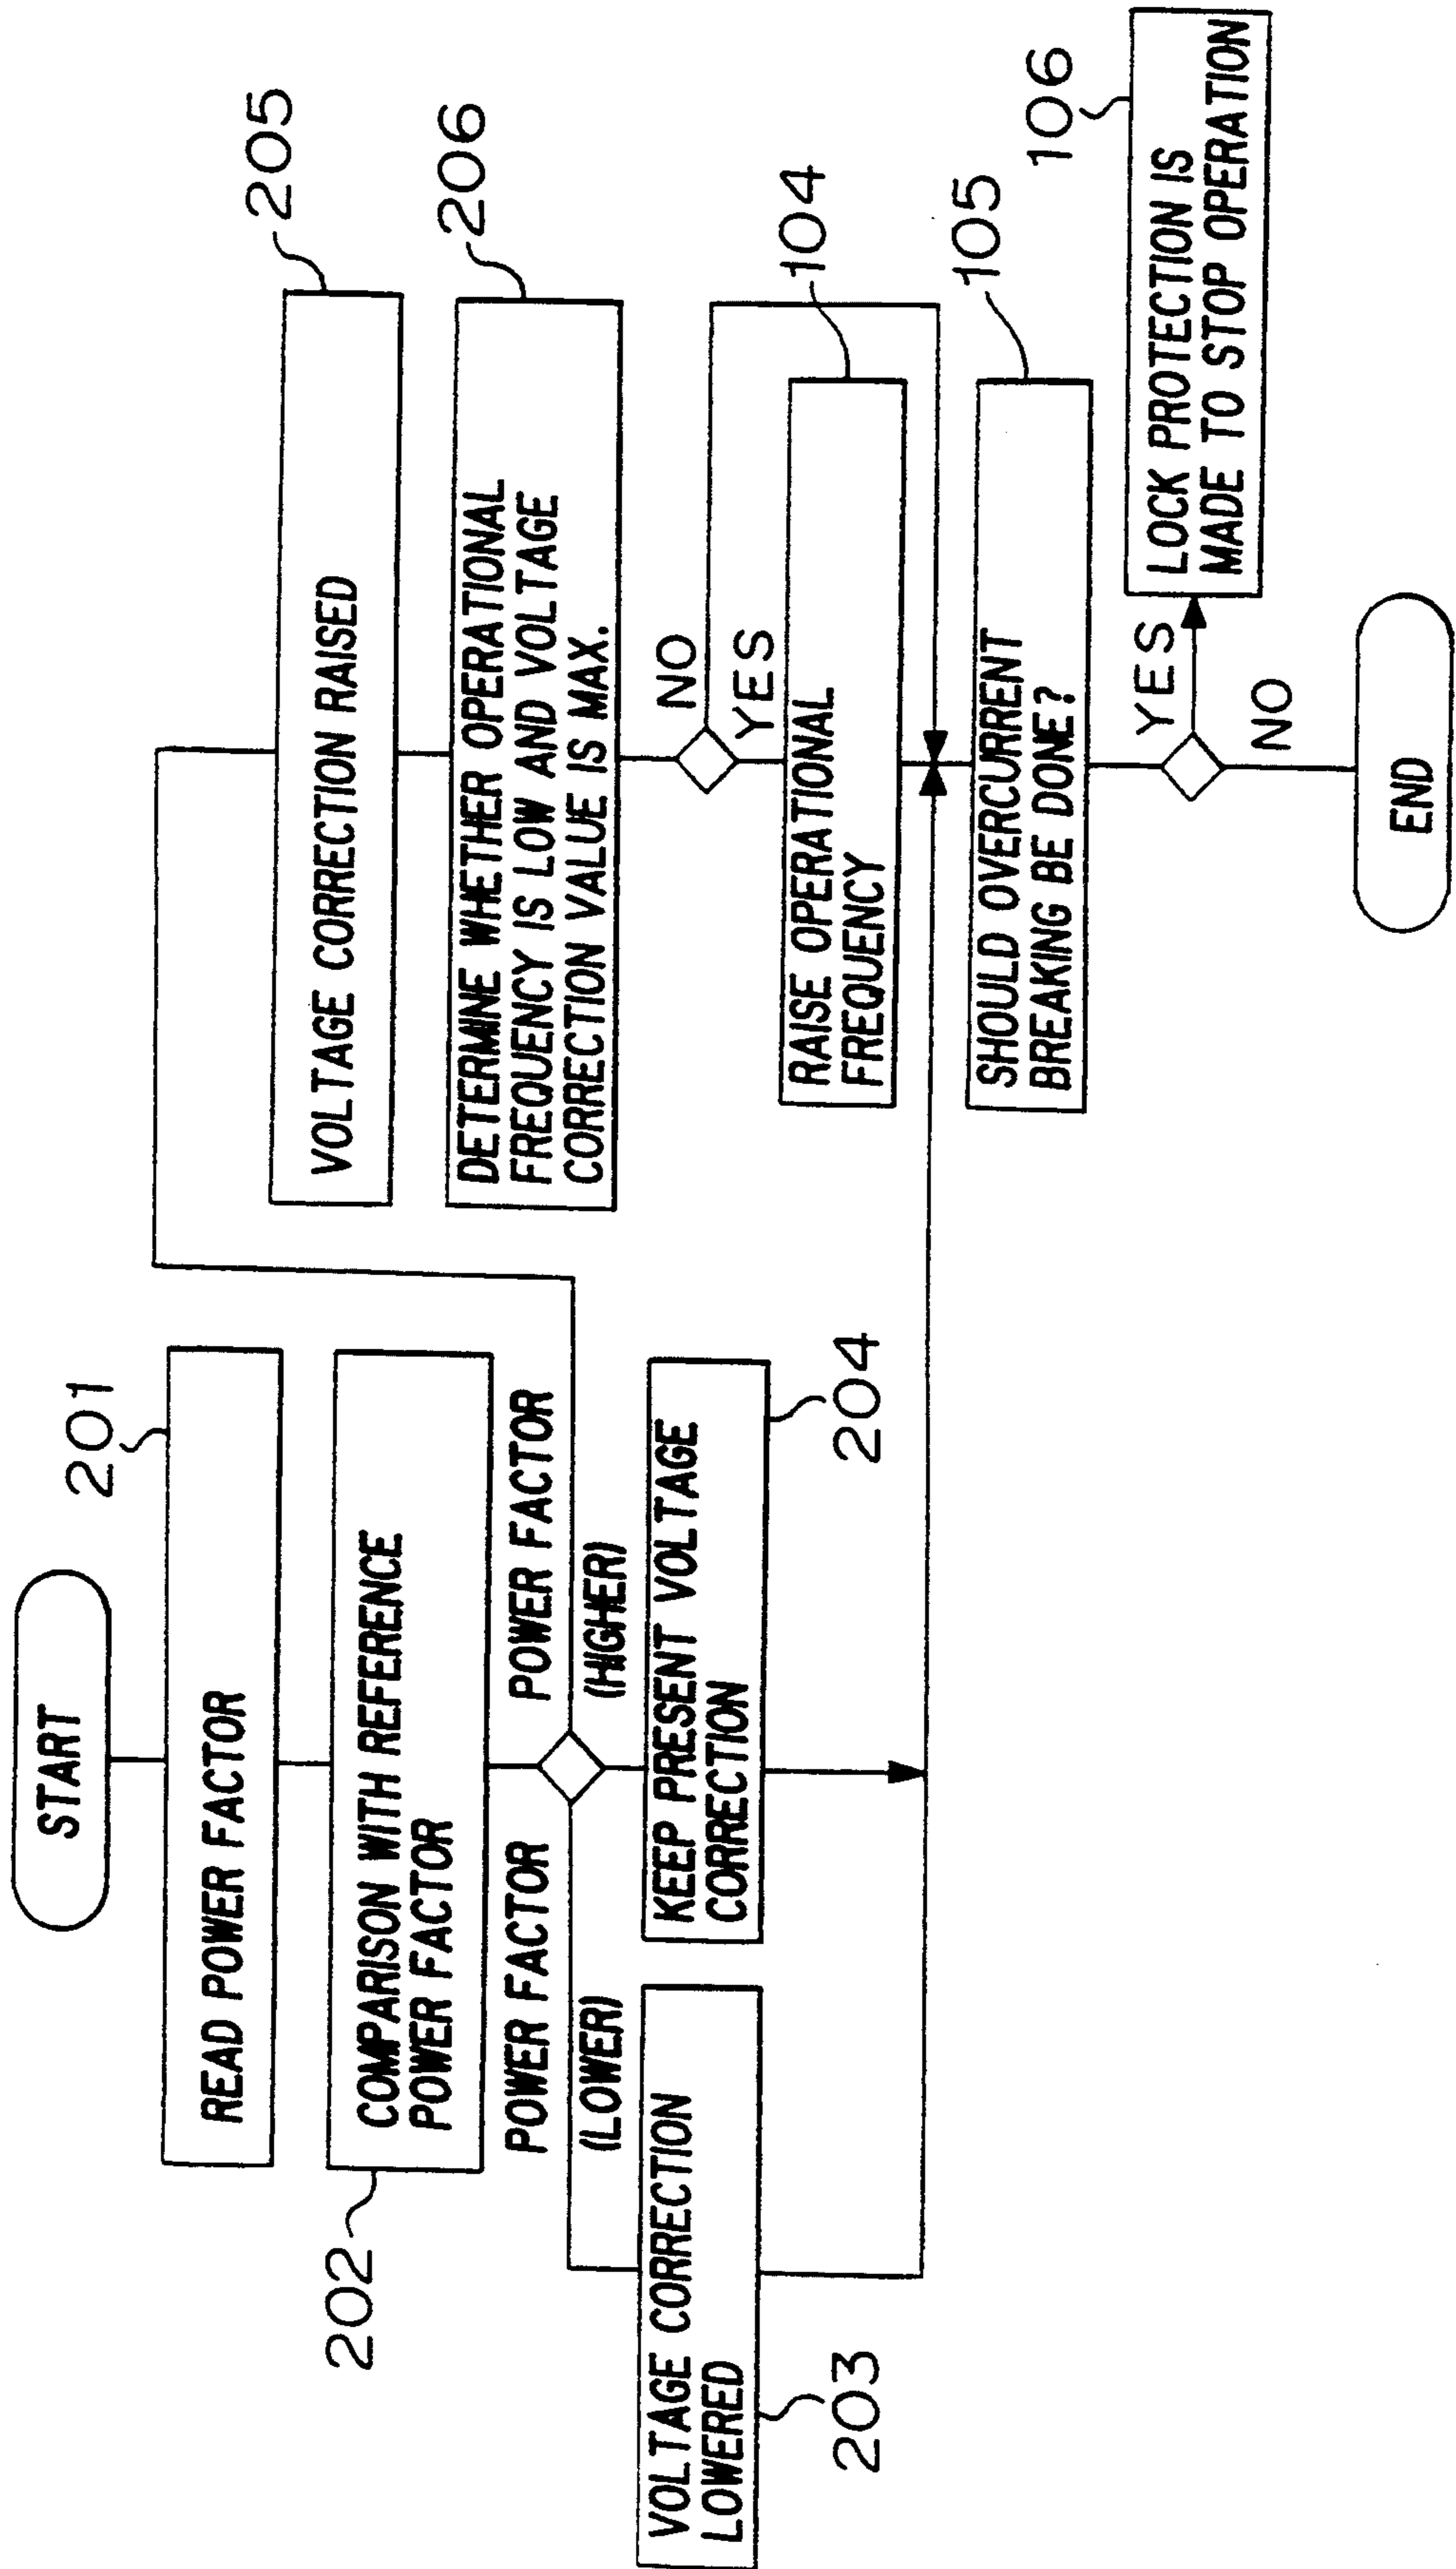 START
201
READ POWER FACTOR
COMPARISON WITH REFERENCE
POWER FACTOR
202
POWER FACTOR
(LOWER)
POWER FACTOR
(HIGHER)
VOLTAGE CORRECTION
LOWERED
203
KEEP PRESENT VOLTAGE
CORRECTION
204
205
VOLTAGE CORRECTION RAISED
206
DETERMINE WHETHER OPERATIONAL
FREQUENCY IS LOW AND VOLTAGE
CORRECTION VALUE IS MAX.
NO
YES
104
RAISE OPERATIONAL
FREQUENCY
105
SHOULD OVERCURRENT
BREAKING BE DONE?
YES
106
LOCK PROTECTION IS
MADE TO STOP OPERATION
NO
END